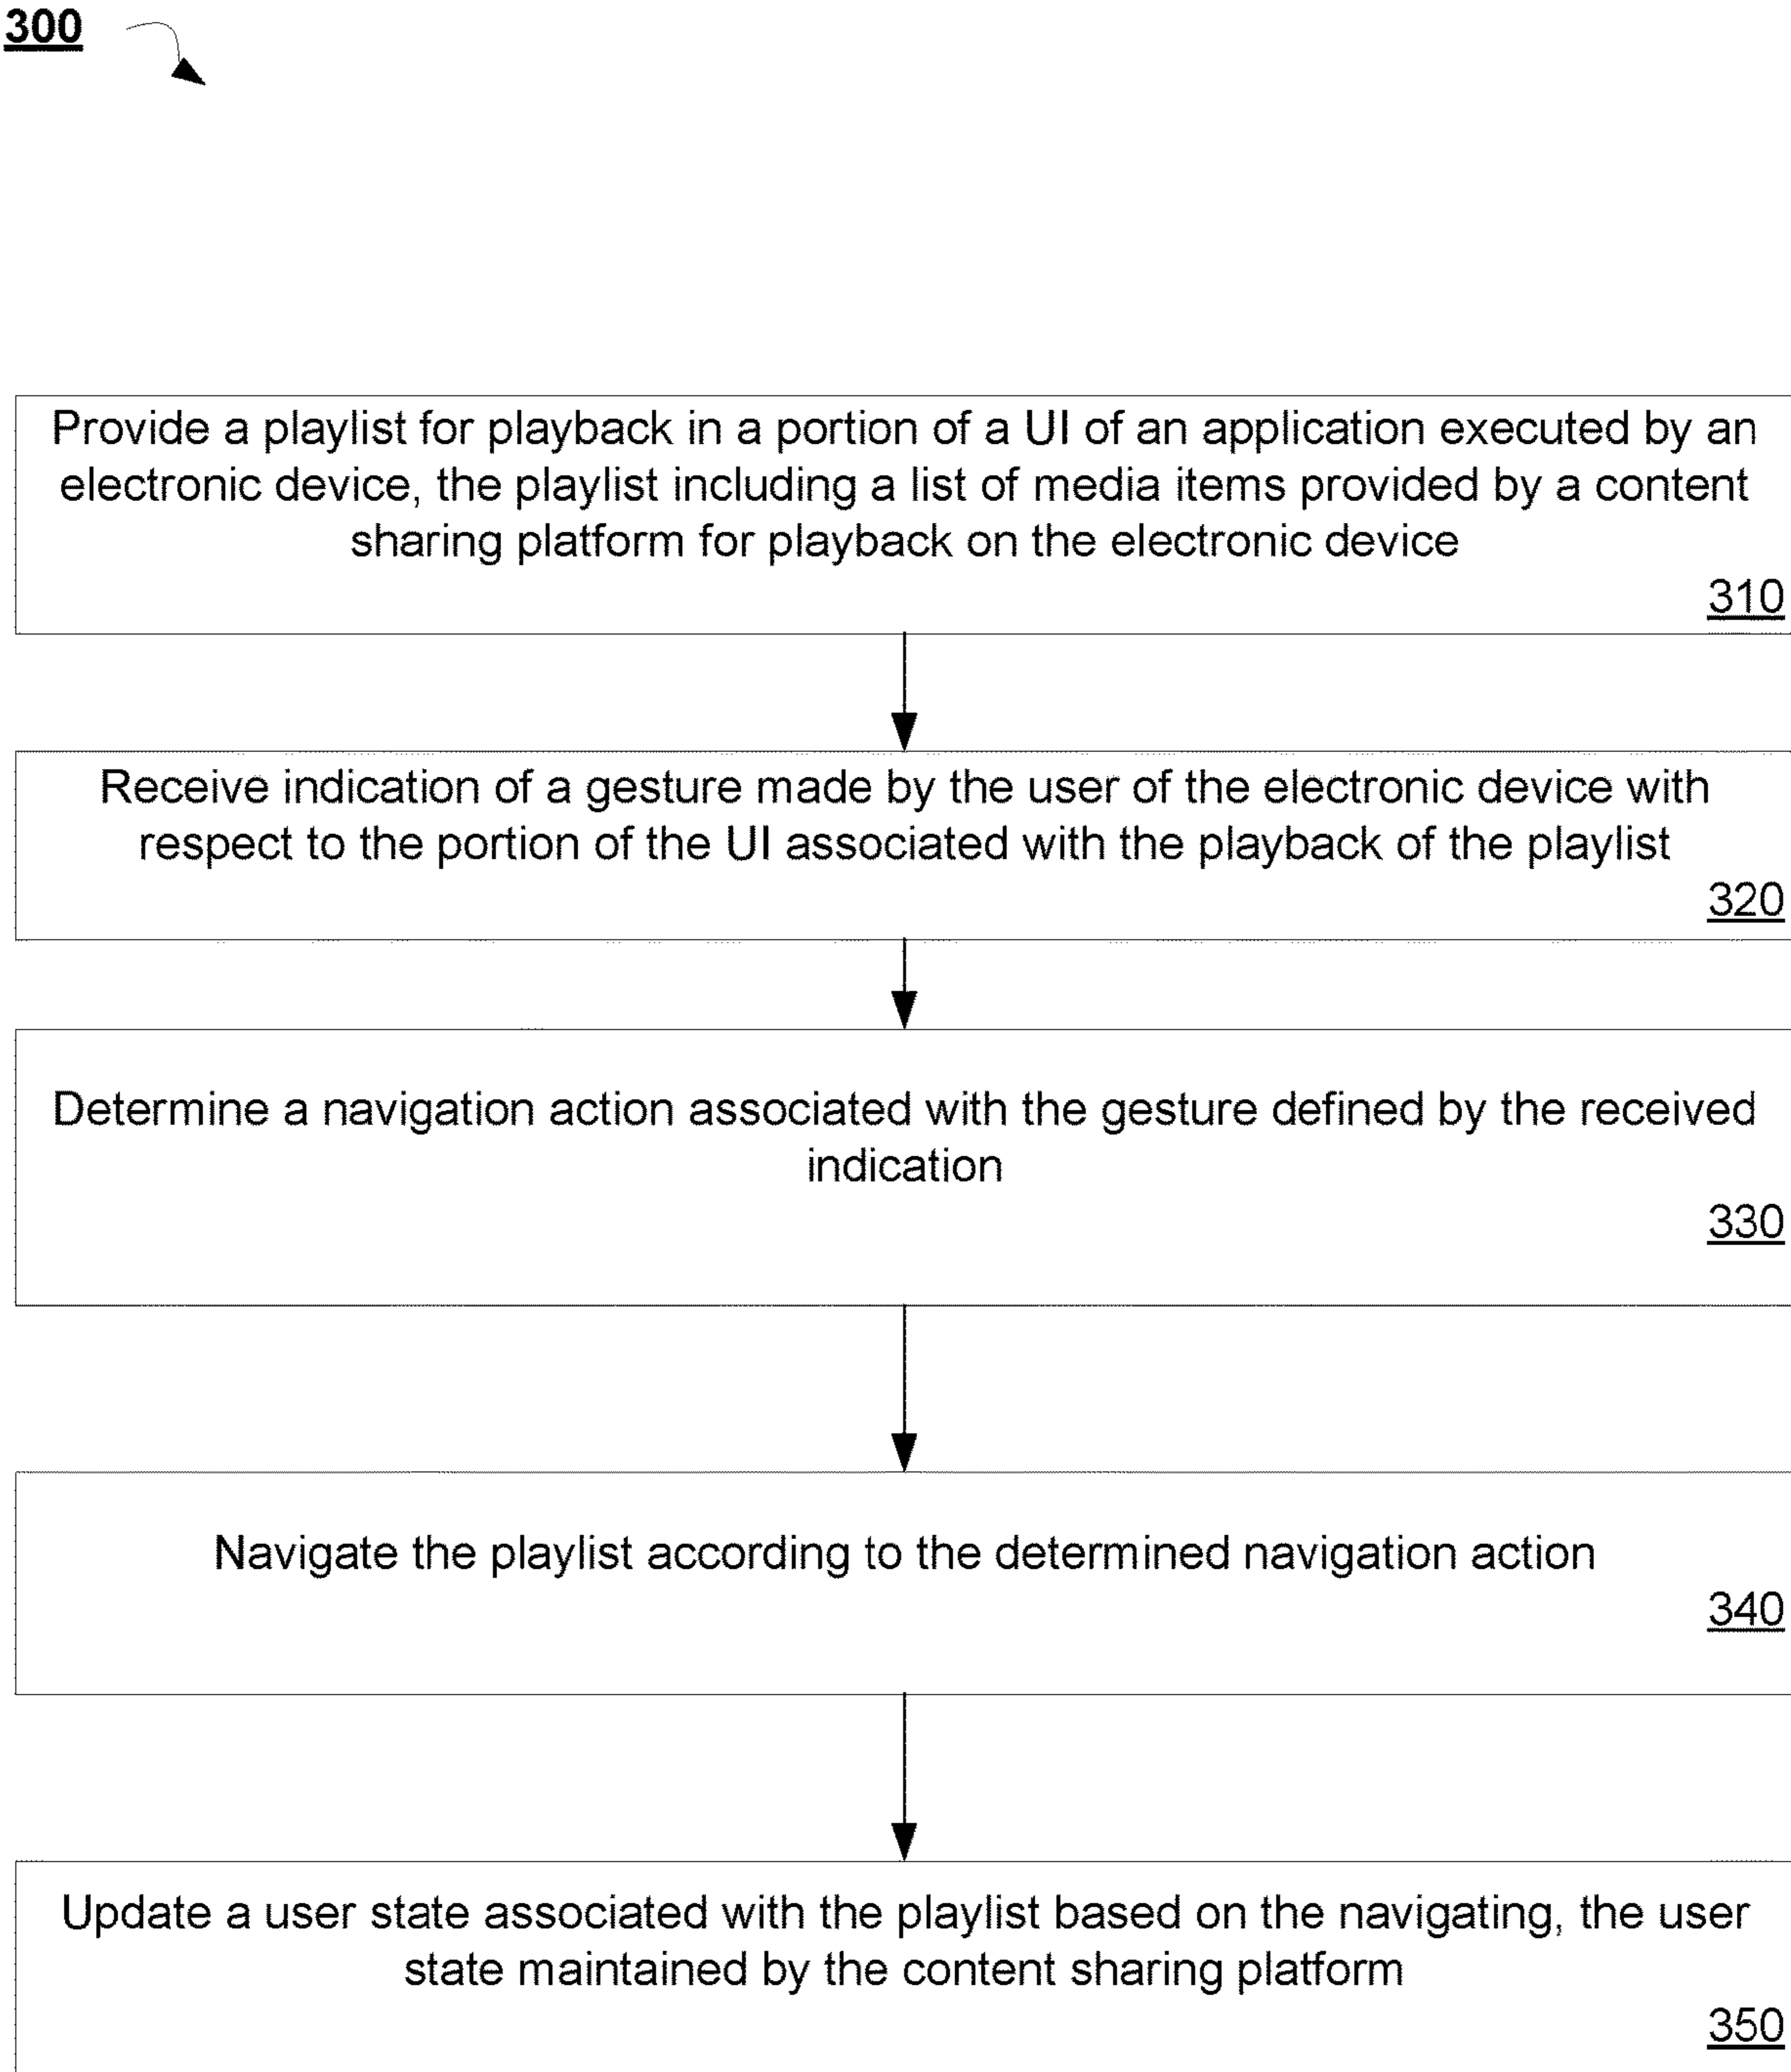 300
Provide a playlist for playback in a portion of a UI of an application executed by an
electronic device, the playlist including a list of media items provided by a content
sharing platform for playback on the electronic device
310
Receive indication of a gesture made by the user of the electronic device with
respect to the portion of the UI associated with the playback of the playlist
320
Determine a navigation action associated with the gesture defined by the received
indication
330
Navigate the playlist according to the determined navigation action
340
Update a user state associated with the playlist based on the navigating, the user
state maintained by the content sharing platform
350